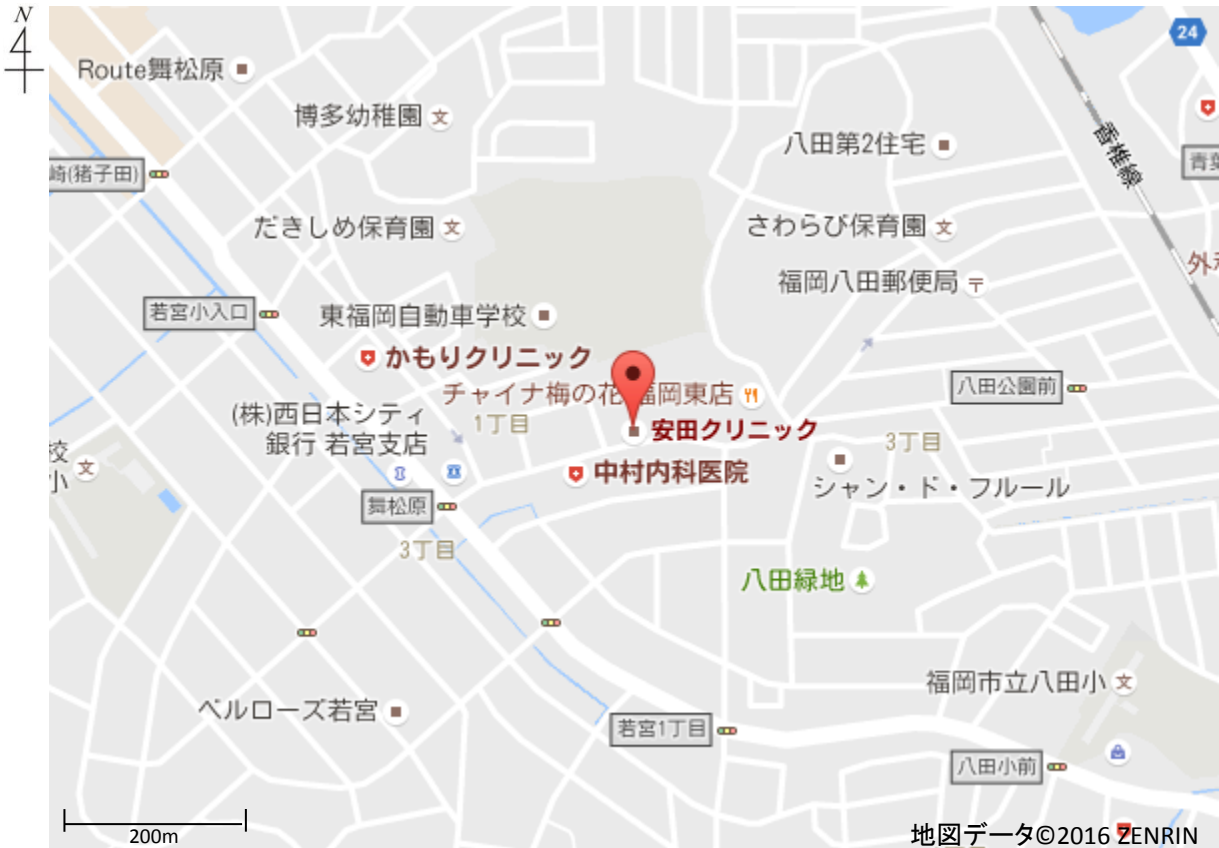 N
24
Route舞松原
博多幼稚園
文
八田第2住宅
香椎線
崎(猪子田)
青葉
だきしめ保育園
文
さわらび保育園
文
外科
福岡八田郵便局
〒
若宮小入口
東福岡自動車学校
かもりクリニック
チャイナ梅の花 福岡東店
八田公園前
(株)西日本シティ
銀行 若宮支店
1丁目
安田クリニック
3丁目
校
小
文
中村内科医院
シャン・ド・フルール
舞松原
3丁目
八田緑地
福岡市立八田小
文
ベルローズ若宮
若宮1丁目
八田小前
200m
地図データ©2016 ZENRIN